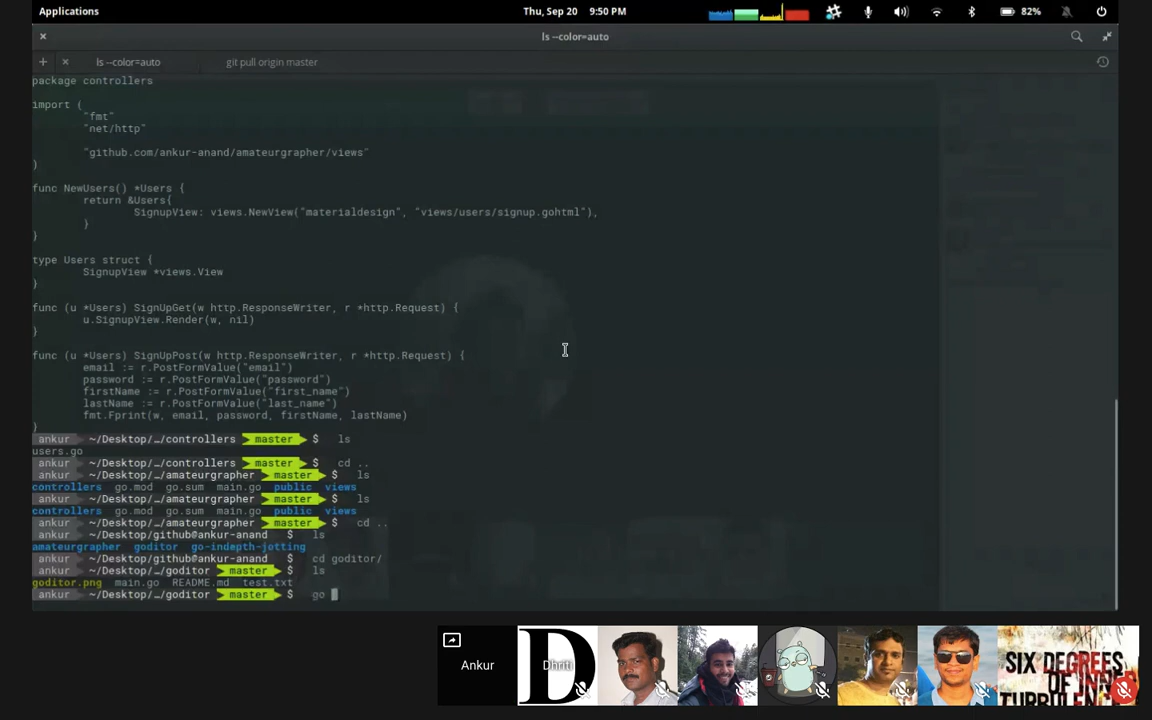 Applications
Thu, Sep 20 9:50 PM
82%
ls --color=auto
ls --color=auto
git pull origin master
package controllers
import (
"fmt"
"net/http"
"github.com/ankur-anand/amateurgrapher/views"
)
func NewUsers() *Users {
return &Users{
SignupView: views.NewView("materialdesign", "views/users/signup.gohtml"),
}
}
type Users struct {
SignupView *views.View
}
func (u *Users) SignUpGet(w http.ResponseWriter, r *http.Request) {
u.SignupView.Render(w, nil)
}
func (u *Users) SignUpPost(w http.ResponseWriter, r *http.Request) {
email := r.PostFormValue("email")
password := r.PostFormValue("password")
firstName := r.PostFormValue("first_name")
lastName := r.PostFormValue("last_name")
fmt.Fprint(w, email, password, firstName, lastName)
}
ankur ~/Desktop/…/controllers master $ ls
users.go
ankur ~/Desktop/…/controllers master $ cd ..
ankur ~/Desktop/…/amateurgrapher master $ ls
controllers go.mod go.sum main.go public views
ankur ~/Desktop/…/amateurgrapher master $ ls
controllers go.mod go.sum main.go public views
ankur ~/Desktop/…/amateurgrapher master $ cd ..
ankur ~/Desktop/github@ankur-anand $ ls
amateurgrapher goditor go-indepth-jotting
ankur ~/Desktop/github@ankur-anand $ cd goditor/
ankur ~/Desktop/…/goditor master $ ls
goditor.png main.go README.md test.txt
ankur ~/Desktop/…/goditor master $ go
Ankur
D
Dhriti
SIX DEGREES
OF INNER
TURBULENCE